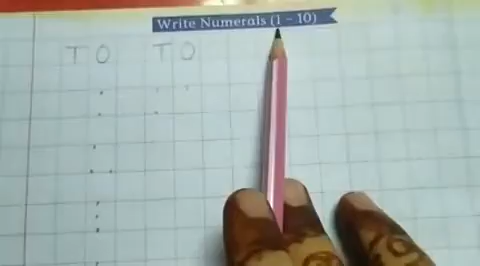 Write Numerals (1 - 10)
T O T O